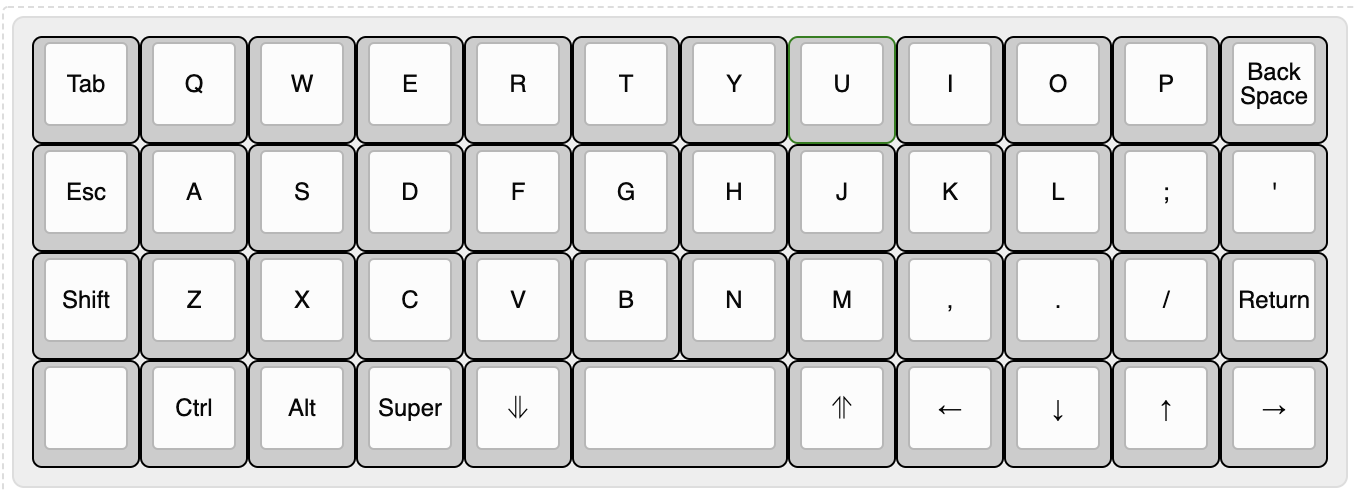 Tab Q W E R T Y U I O P Back Space
Esc A S D F G H J K L ; '
Shift Z X C V B N M , . / Return
Ctrl Alt Super ⥥ ⥣ ← ↓ ↑ →